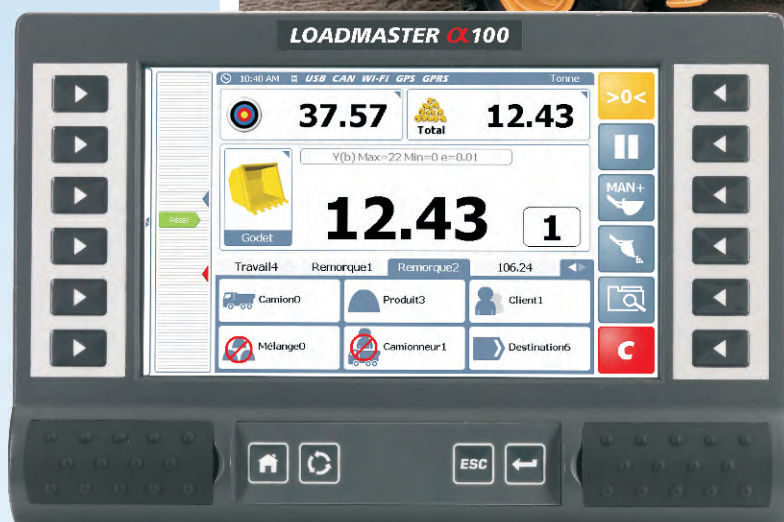 LOADMASTER α100
10:40 AM USB CAN WI-FI GPS GPRS Tonne
37.57
Total
12.43
>0<
Y(b) Max=22 Min=0 e=0.01
Godet
12.43
1
MAN+
Travail4 Remorque1 Remorque2 106.24
Camion0 Produit3 Client1
Mélange0 Camionneur1 Destination6
C
ESC